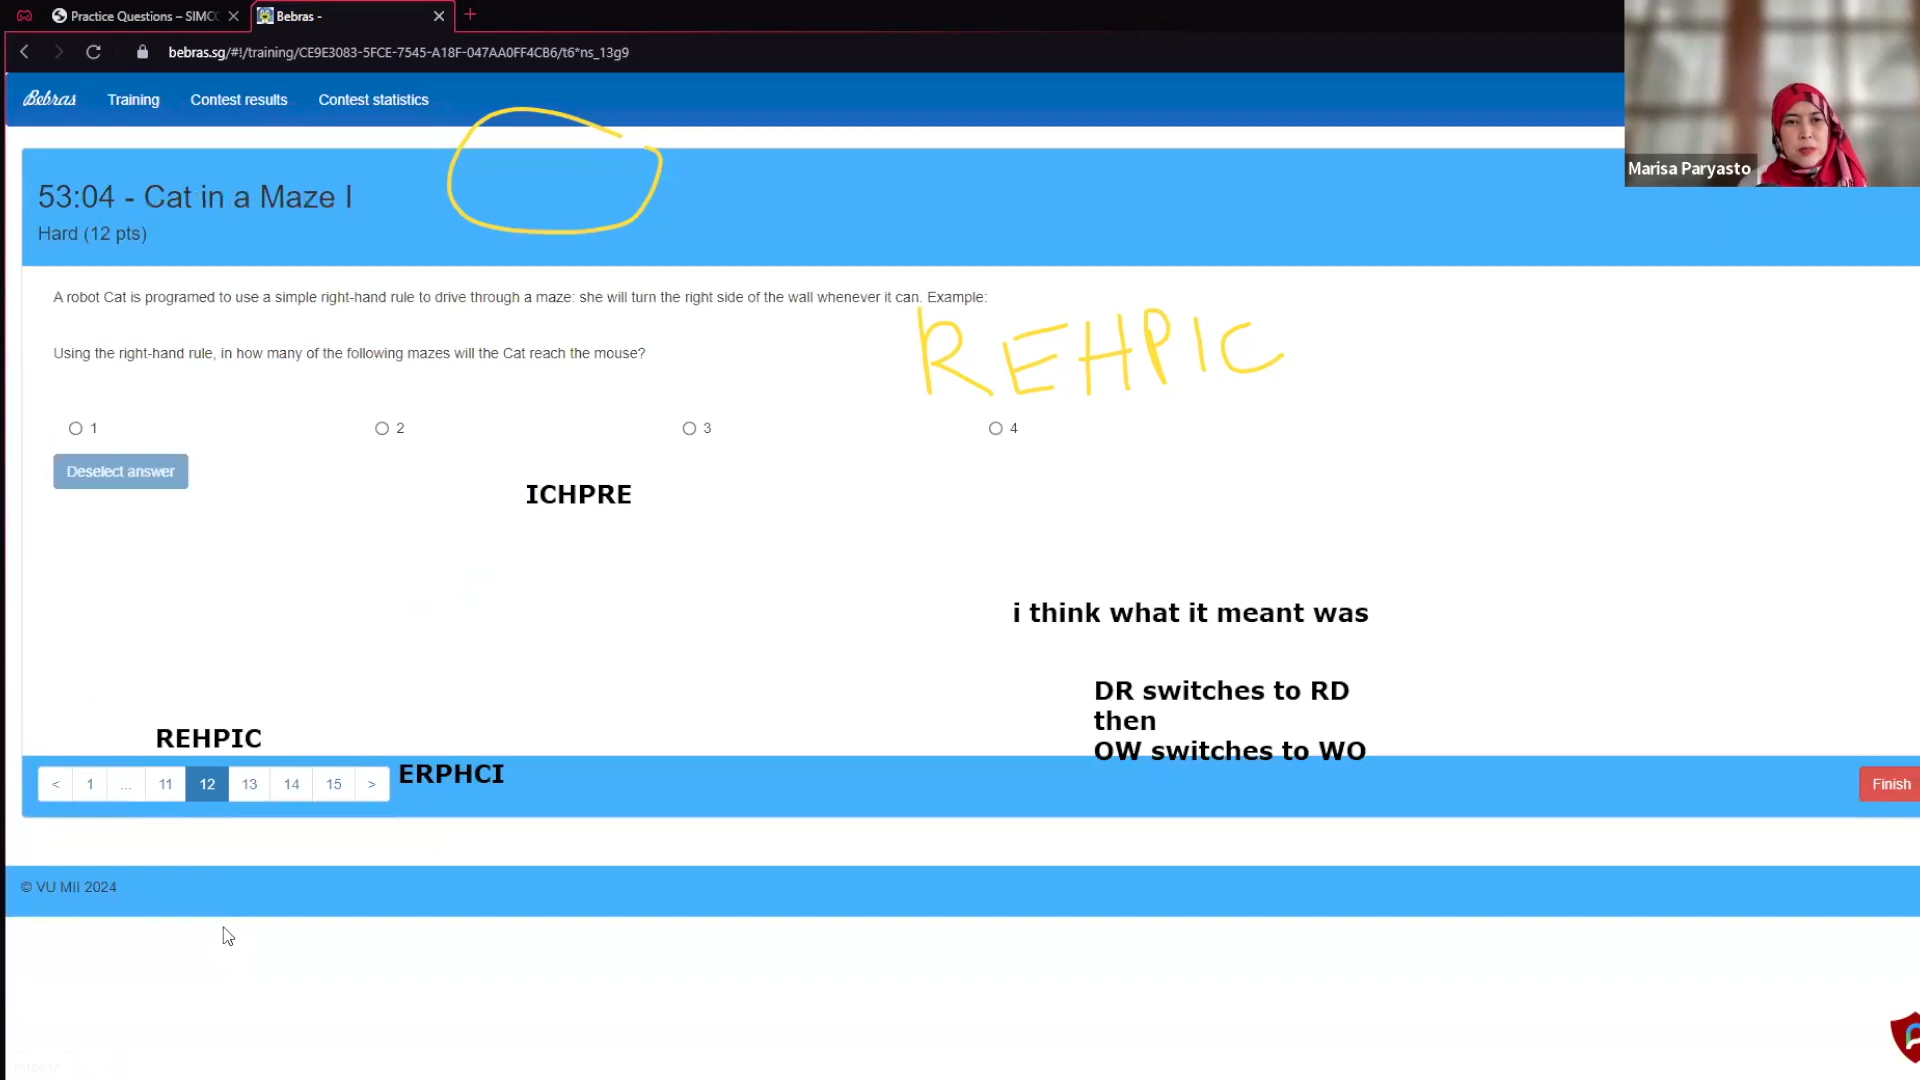 Practice Questions – SIMCC
Bebras -
bebras.sg/#!/training/CE9E3083-5FCE-7545-A18F-047AA0FF4CB6/t6*ns_13g9
Bebras Training Contest results Contest statistics
Marisa Paryasto
53:04 - Cat in a Maze I
Hard (12 pts)
A robot Cat is programed to use a simple right-hand rule to drive through a maze: she will turn the right side of the wall whenever it can. Example:
REHPIC
Using the right-hand rule, in how many of the following mazes will the Cat reach the mouse?
1 2 3 4
Deselect answer
ICHPRE
i think what it meant was
DR switches to RD
then
OW switches to WO
REHPIC
ERPHCI
< 1 ... 11 12 13 14 15 >
Finish
© VU MII 2024